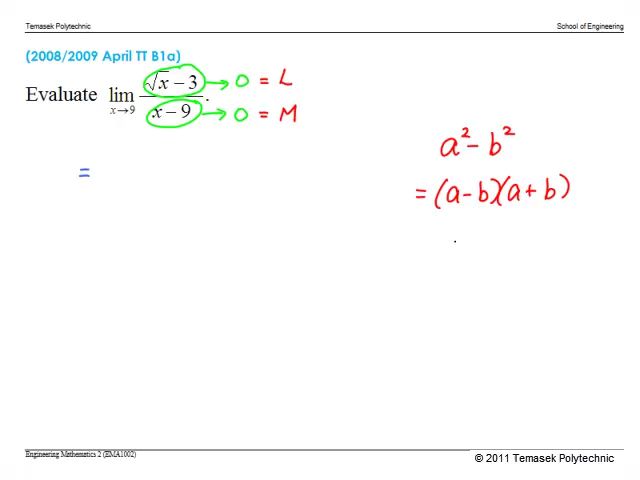 Temasek Polytechnic School of Engineering
(2008/2009 April TT B1a)
Evaluate lim x→9 (√x − 3)/(x − 9).
→ 0 = L
→ 0 = M
=
a² − b²
= (a − b)(a + b)
Engineering Mathematics 2 (EMA1002)
© 2011 Temasek Polytechnic